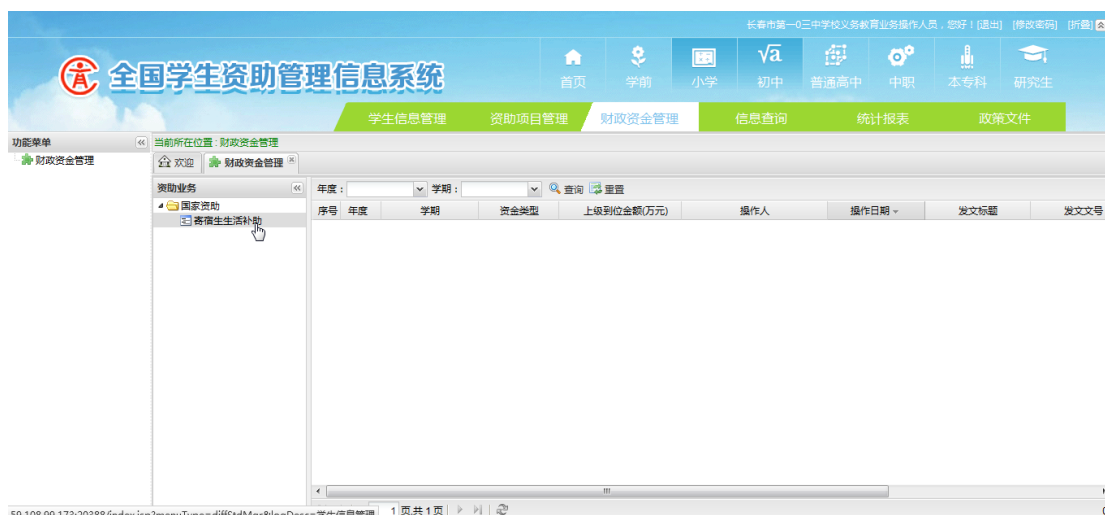 长春市第一0三中学校义务教育业务操作人员，您好！[退出] [修改密码] [折叠]
全国学生资助管理信息系统
首页 学前 小学 初中 普通高中 中职 本专科 研究生
学生信息管理 资助项目管理 财政资金管理 信息查询 统计报表 政策文件
功能菜单 当前所在位置：财政资金管理
财政资金管理 欢迎 财政资金管理
资助业务 年度： 学期： 查询 重置
国家资助 序号 年度 学期 资金类型 上级到位金额(万元) 操作人 操作日期 发文标题 发文文号
寄宿生生活补助
1 页,共 1 页